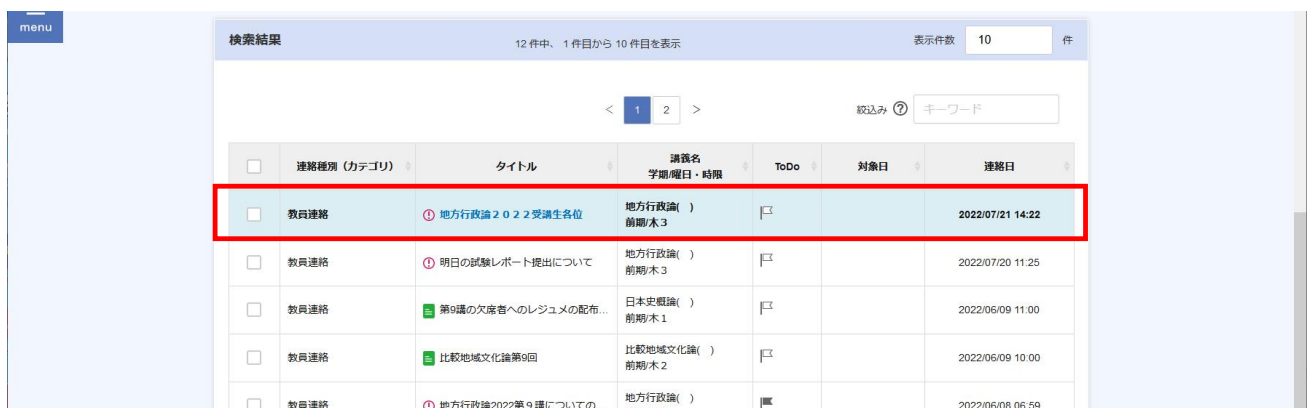 menu
検索結果
12 件中、 1 件目から 10 件目を表示
表示件数 10 件
< 1 2 >
絞込み ? キーワード
連絡種別（カテゴリ） タイトル 講義名 ToDo 対象日 連絡日
学期/曜日・時限
教員連絡 地方行政論２０２２受講生各位 地方行政論( ) 2022/07/21 14:22
前期/木３
教員連絡 明日の試験レポート提出について 地方行政論( ) 2022/07/20 11:25
前期/木３
教員連絡 第9講の欠席者へのレジュメの配布... 日本史概論( ) 2022/06/09 11:00
前期/木１
教員連絡 比較地域文化論第9回 比較地域文化論( ) 2022/06/09 10:00
前期/木２
教員連絡 地方行政論2022第９講についての 地方行政論( ) 2022/06/08 06:59